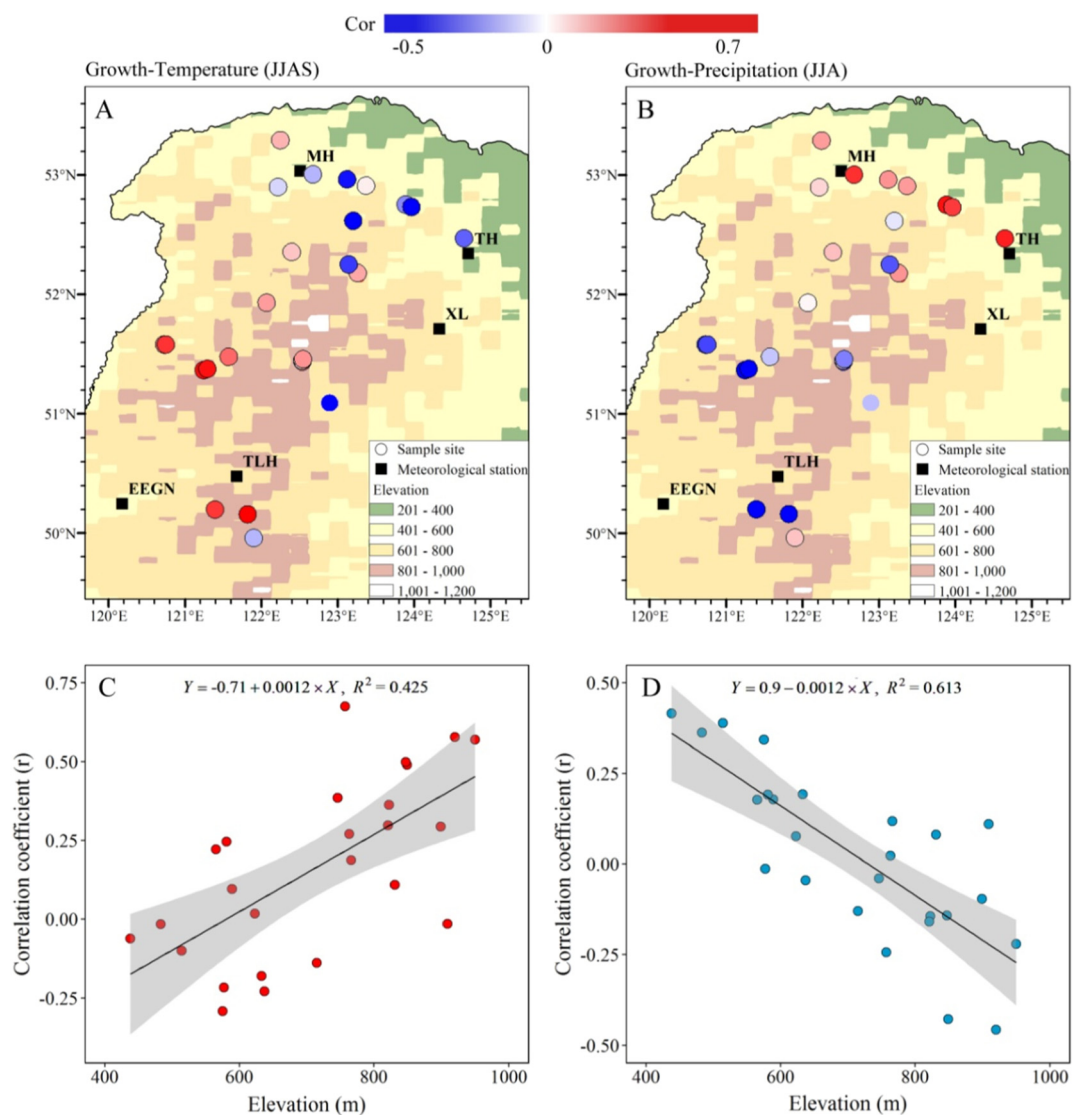 Cor
-0.5 0 0.7
Growth-Temperature (JJAS) Growth-Precipitation (JJA)
A
53°N
52°N
51°N
50°N
MH
TH
XL
TLH
EEGN
Sample site
Meteorological station
Elevation
201 - 400
401 - 600
601 - 800
801 - 1,000
1,001 - 1,200
120°E 121°E 122°E 123°E 124°E 125°E
B
53°N
52°N
51°N
50°N
MH
TH
XL
TLH
EEGN
Sample site
Meteorological station
Elevation
201 - 400
401 - 600
601 - 800
801 - 1,000
1,001 - 1,200
120°E 121°E 122°E 123°E 124°E 125°E
C
Y = -0.71 + 0.0012 × X, R² = 0.425
Correlation coefficient (r)
0.75
0.50
0.25
0.00
-0.25
400 600 800 1000
Elevation (m)
D
Y = 0.9 − 0.0012 × X, R² = 0.613
Correlation coefficient (r)
0.50
0.25
0.00
-0.25
-0.50
400 600 800 1000
Elevation (m)